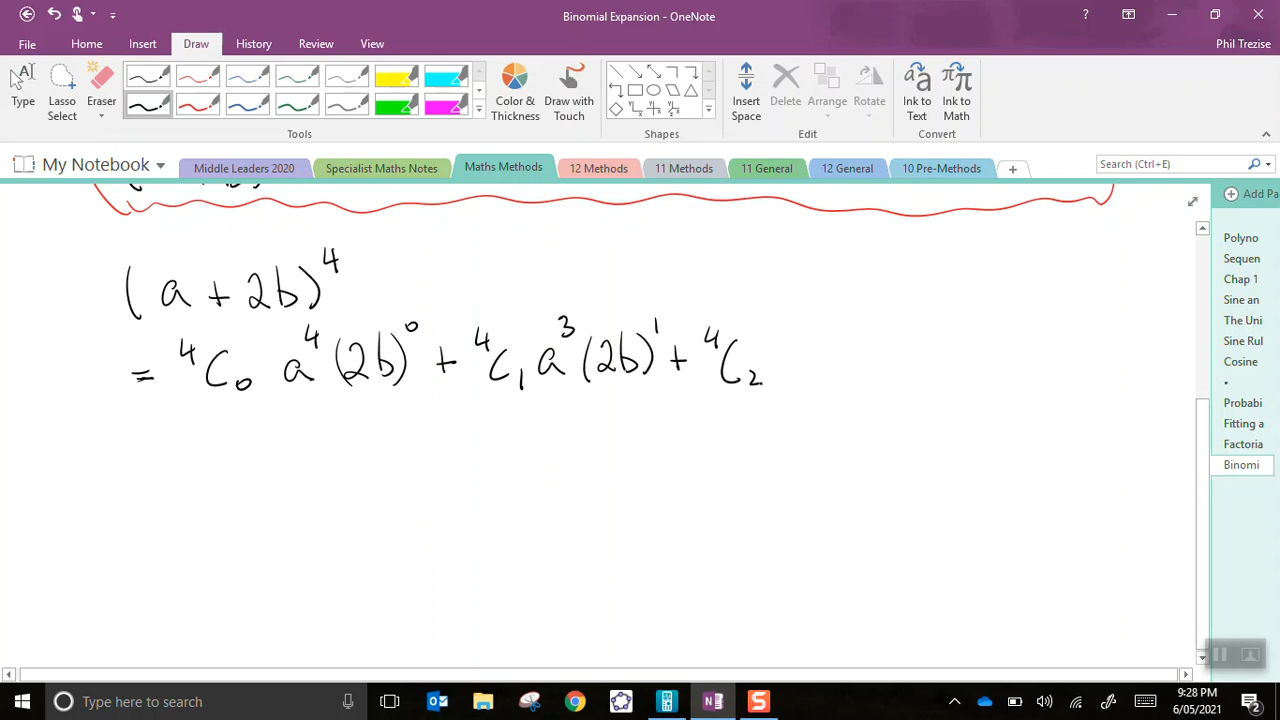 Binomial Expansion - OneNote
File Home Insert Draw History Review View Phil Trezise
Type Lasso Select Eraser Color & Thickness Draw with Touch Insert Space Delete Arrange Rotate Ink to Text Ink to Math
Tools Shapes Edit Convert
My Notebook Middle Leaders 2020 Specialist Maths Notes Maths Methods 12 Methods 11 Methods 11 General 12 General 10 Pre-Methods Search (Ctrl+E)
Add Pa
Polyno
Sequen
Chap 1
Sine an
The Uni
Sine Rul
Cosine
•
Probabi
Fitting a
Factoria
Binomi
(a + 2b)⁴
= ⁴C₀ a⁴ (2b)⁰ + ⁴C₁ a³ (2b)¹ + ⁴C₂
Type here to search
9:28 PM
6/05/2021
2